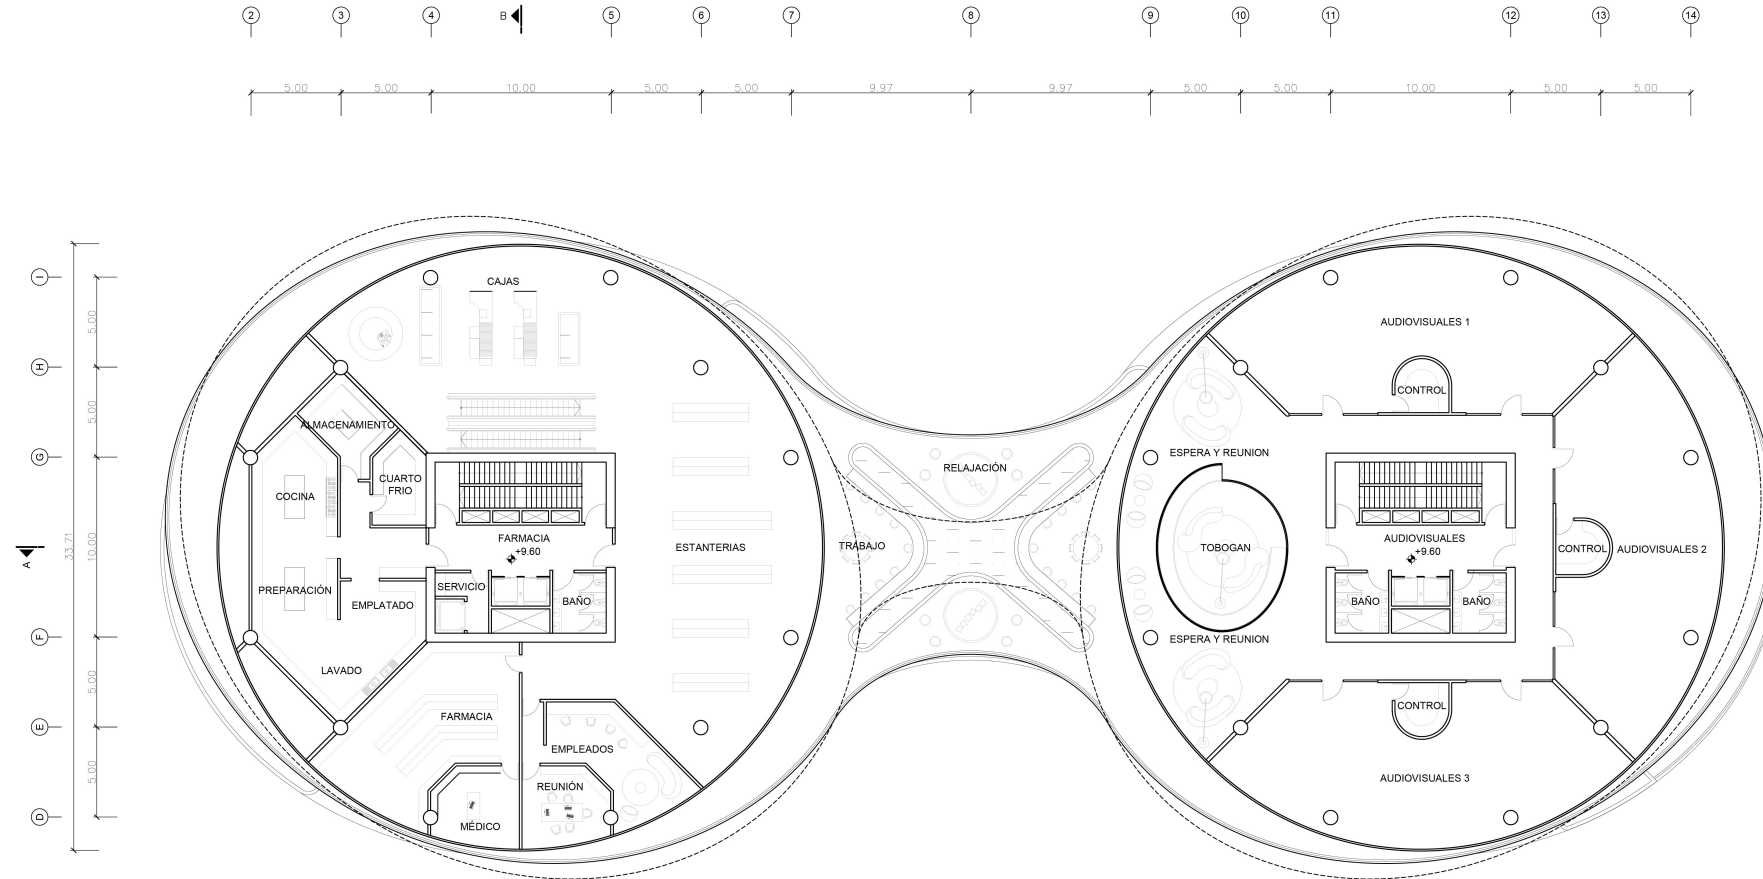 2 3 4 B 5 6 7 8 9 10 11 12 13 14
5.00 5.00 10.00 5.00 5.00 9.97 9.97 5.00 5.00 10.00 5.00 5.00
I
H
G
F
E
D
A
33.71
5.00
5.00
10.00
5.00
5.00
CAJAS
ALMACENAMIENTO
COCINA
CUARTO
FRIO
FARMACIA
+9.60
ESTANTERIAS
PREPARACIÓN
EMPLATADO
SERVICIO
BAÑO
LAVADO
FARMACIA
EMPLEADOS
REUNIÓN
MÉDICO
RELAJACIÓN
TRABAJO
AUDIOVISUALES 1
CONTROL
ESPERA Y REUNION
TOBOGAN
AUDIOVISUALES
+9.60
CONTROL
AUDIOVISUALES 2
BAÑO
BAÑO
ESPERA Y REUNION
CONTROL
AUDIOVISUALES 3